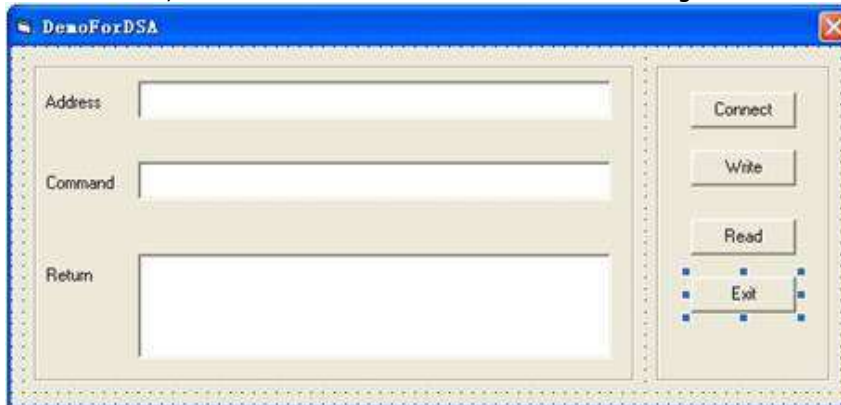 DemoForDSA
Address
Command
Return
Connect
Write
Read
Exit